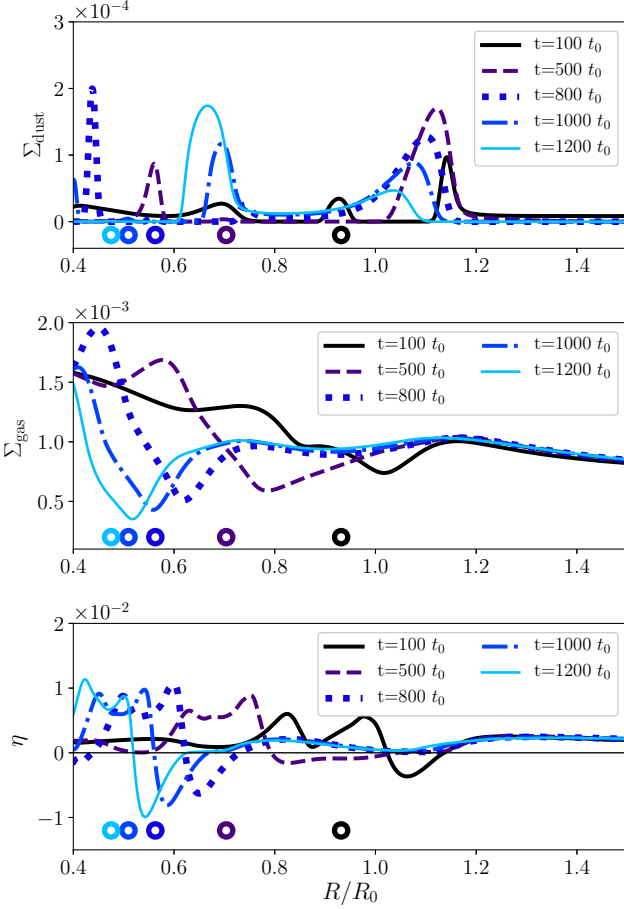 ×10⁻⁴
4
3
2
1
0
Σ_dust
t=100 t₀
t=500 t₀
t=800 t₀
t=1000 t₀
t=1200 t₀
0.4 0.6 0.8 1.0 1.2 1.4
×10⁻³
2.0
1.5
1.0
0.5
Σ_gas
t=100 t₀ t=1000 t₀
t=500 t₀ t=1200 t₀
t=800 t₀
0.4 0.6 0.8 1.0 1.2 1.4
×10⁻²
2
1
0
−1
η
t=100 t₀ t=1000 t₀
t=500 t₀ t=1200 t₀
t=800 t₀
0.4 0.6 0.8 1.0 1.2 1.4
R/R₀